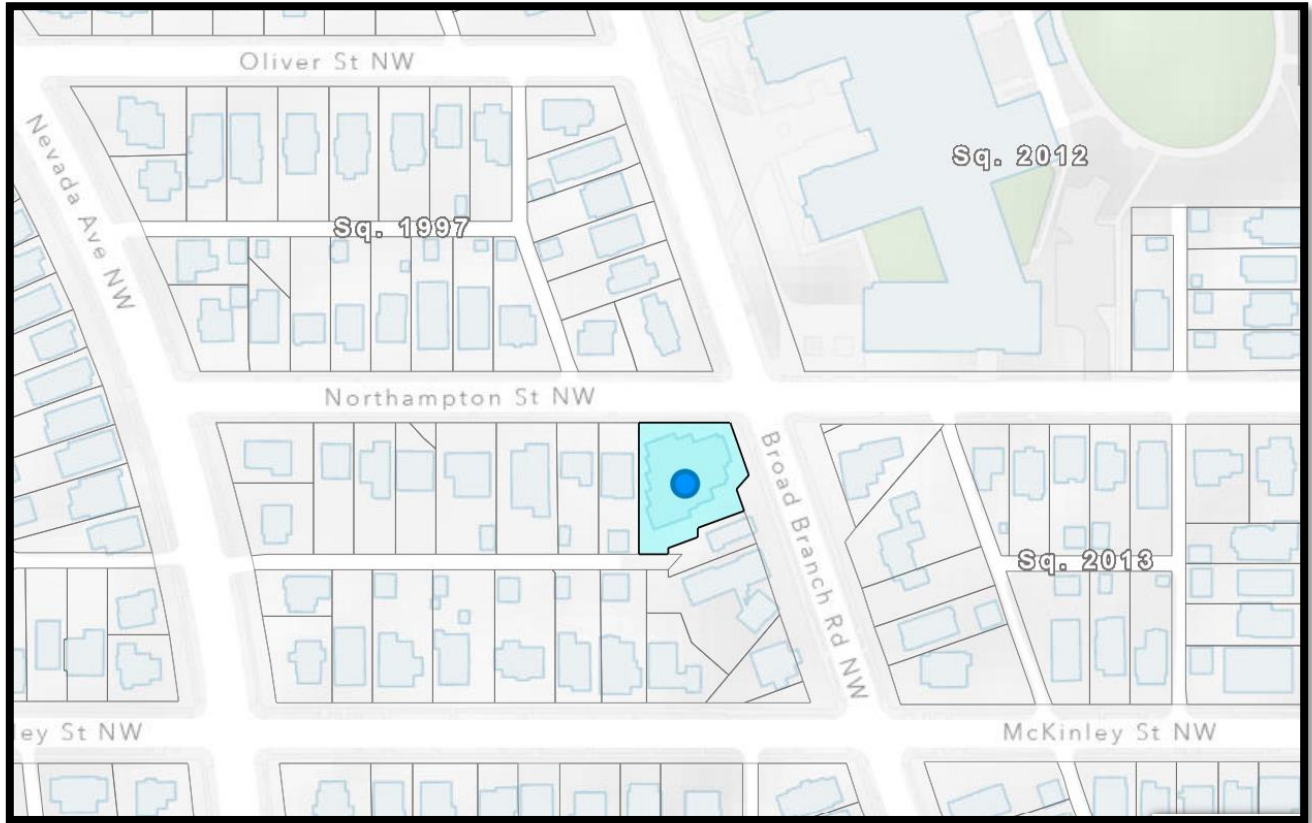 Oliver St NW
Nevada Ave NW
Sq. 2012
Sq. 1997
Northampton St NW
Broad Branch Rd NW
Sq. 2013
ley St NW
McKinley St NW